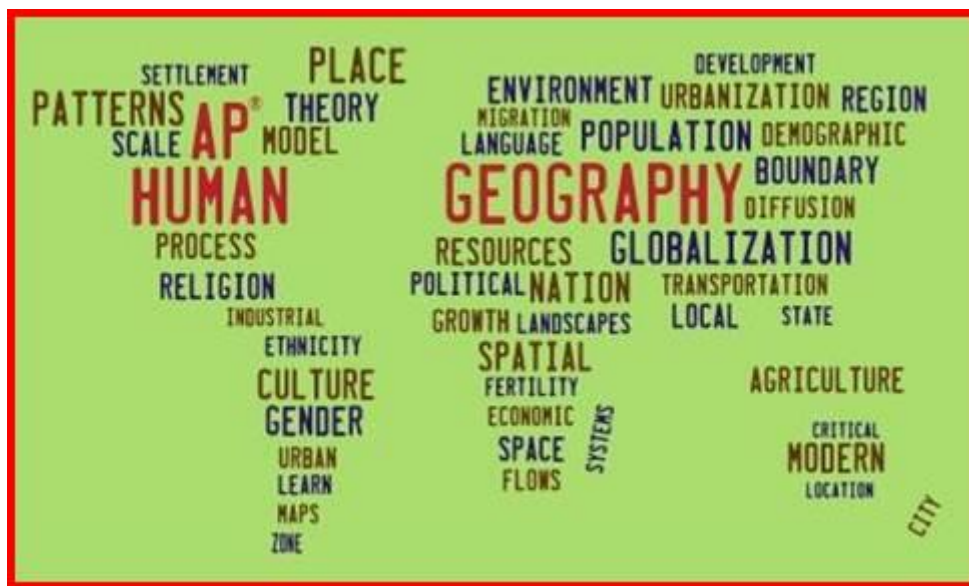 SETTLEMENT
PLACE
PATTERNS
AP®
THEORY
SCALE
MODEL
HUMAN
PROCESS
RELIGION
INDUSTRIAL
ETHNICITY
CULTURE
GENDER
URBAN
LEARN
MAPS
ZONE
DEVELOPMENT
ENVIRONMENT
URBANIZATION
REGION
MIGRATION
LANGUAGE
POPULATION
DEMOGRAPHIC
GEOGRAPHY
BOUNDARY
DIFFUSION
RESOURCES
GLOBALIZATION
POLITICAL
NATION
TRANSPORTATION
GROWTH
LANDSCAPES
LOCAL
STATE
SPATIAL
FERTILITY
ECONOMIC
SYSTEMS
SPACE
FLOWS
AGRICULTURE
CRITICAL
MODERN
LOCATION
CITY